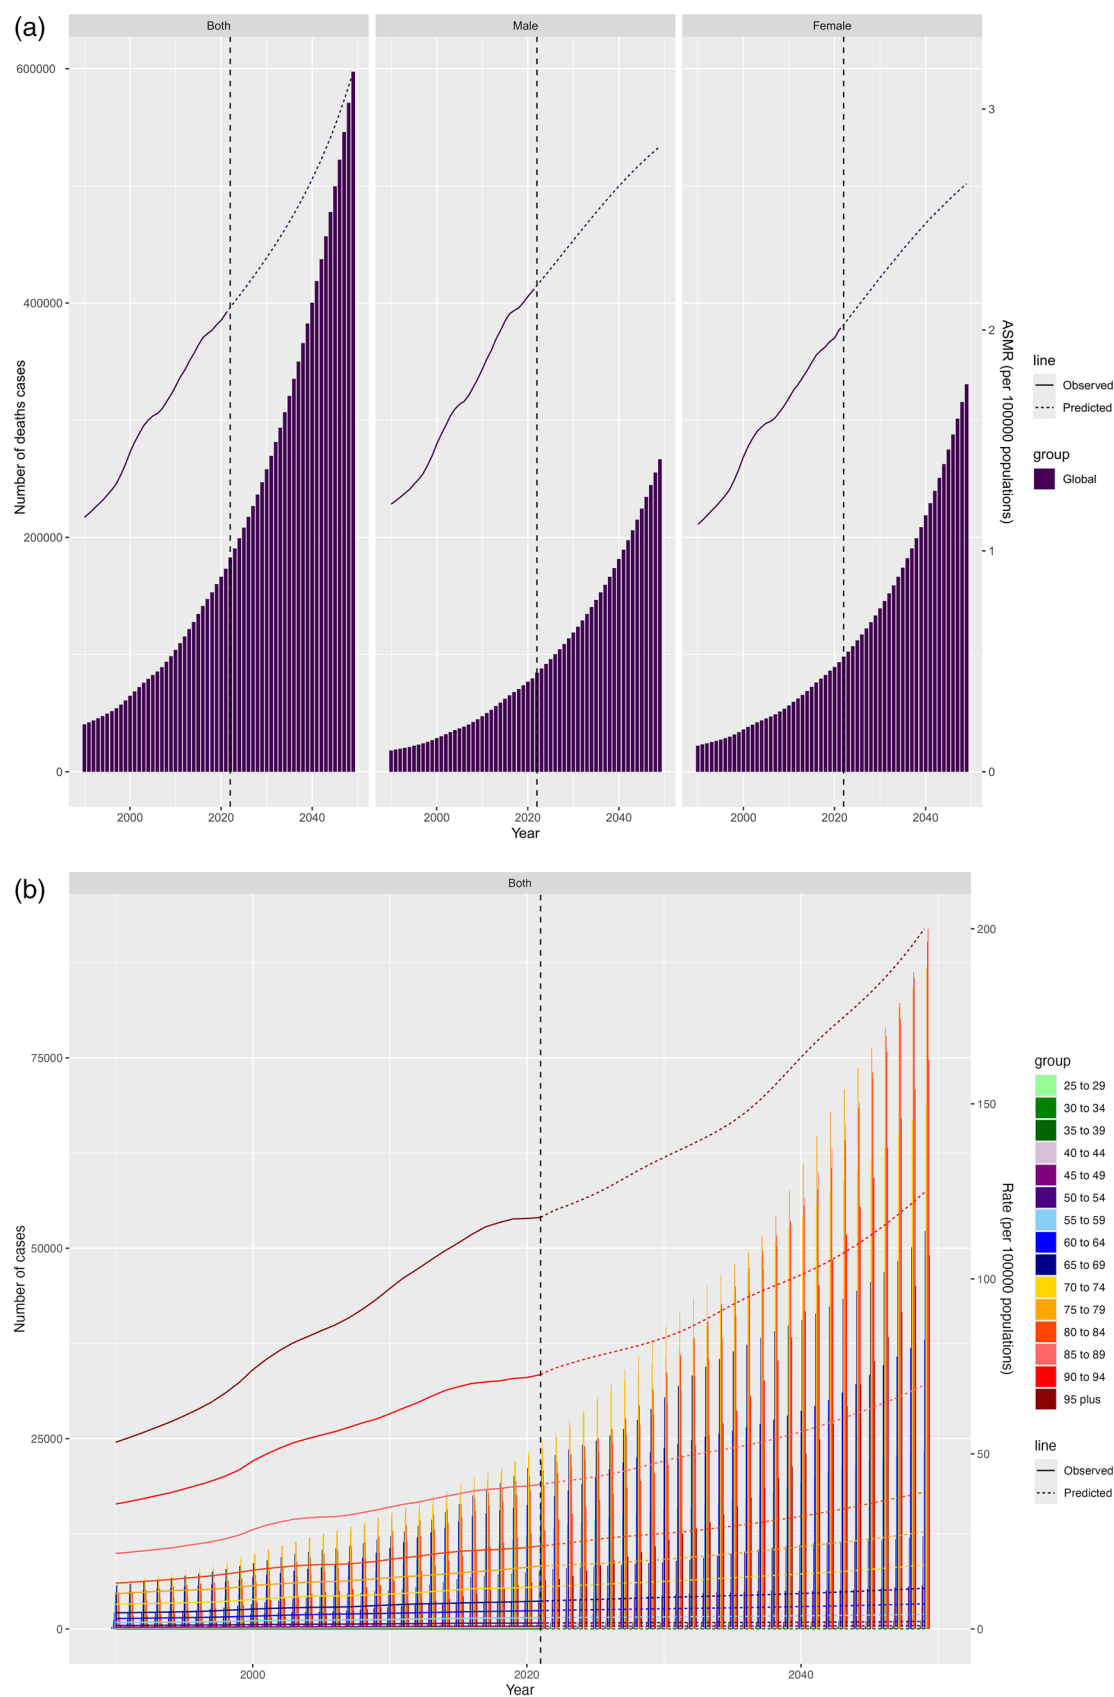 (a)
Both Male Female
600000
400000
200000
0
3
2
1
0
Number of deaths cases
ASMR (per 100000 populations)
2000 2020 2040 2000 2020 2040 2000 2020 2040
Year
line
Observed
Predicted
group
Global
(b)
Both
75000
50000
25000
0
200
150
100
50
0
Number of cases
Rate (per 100000 populations)
2000 2020 2040
Year
group
25 to 29
30 to 34
35 to 39
40 to 44
45 to 49
50 to 54
55 to 59
60 to 64
65 to 69
70 to 74
75 to 79
80 to 84
85 to 89
90 to 94
95 plus
line
Observed
Predicted